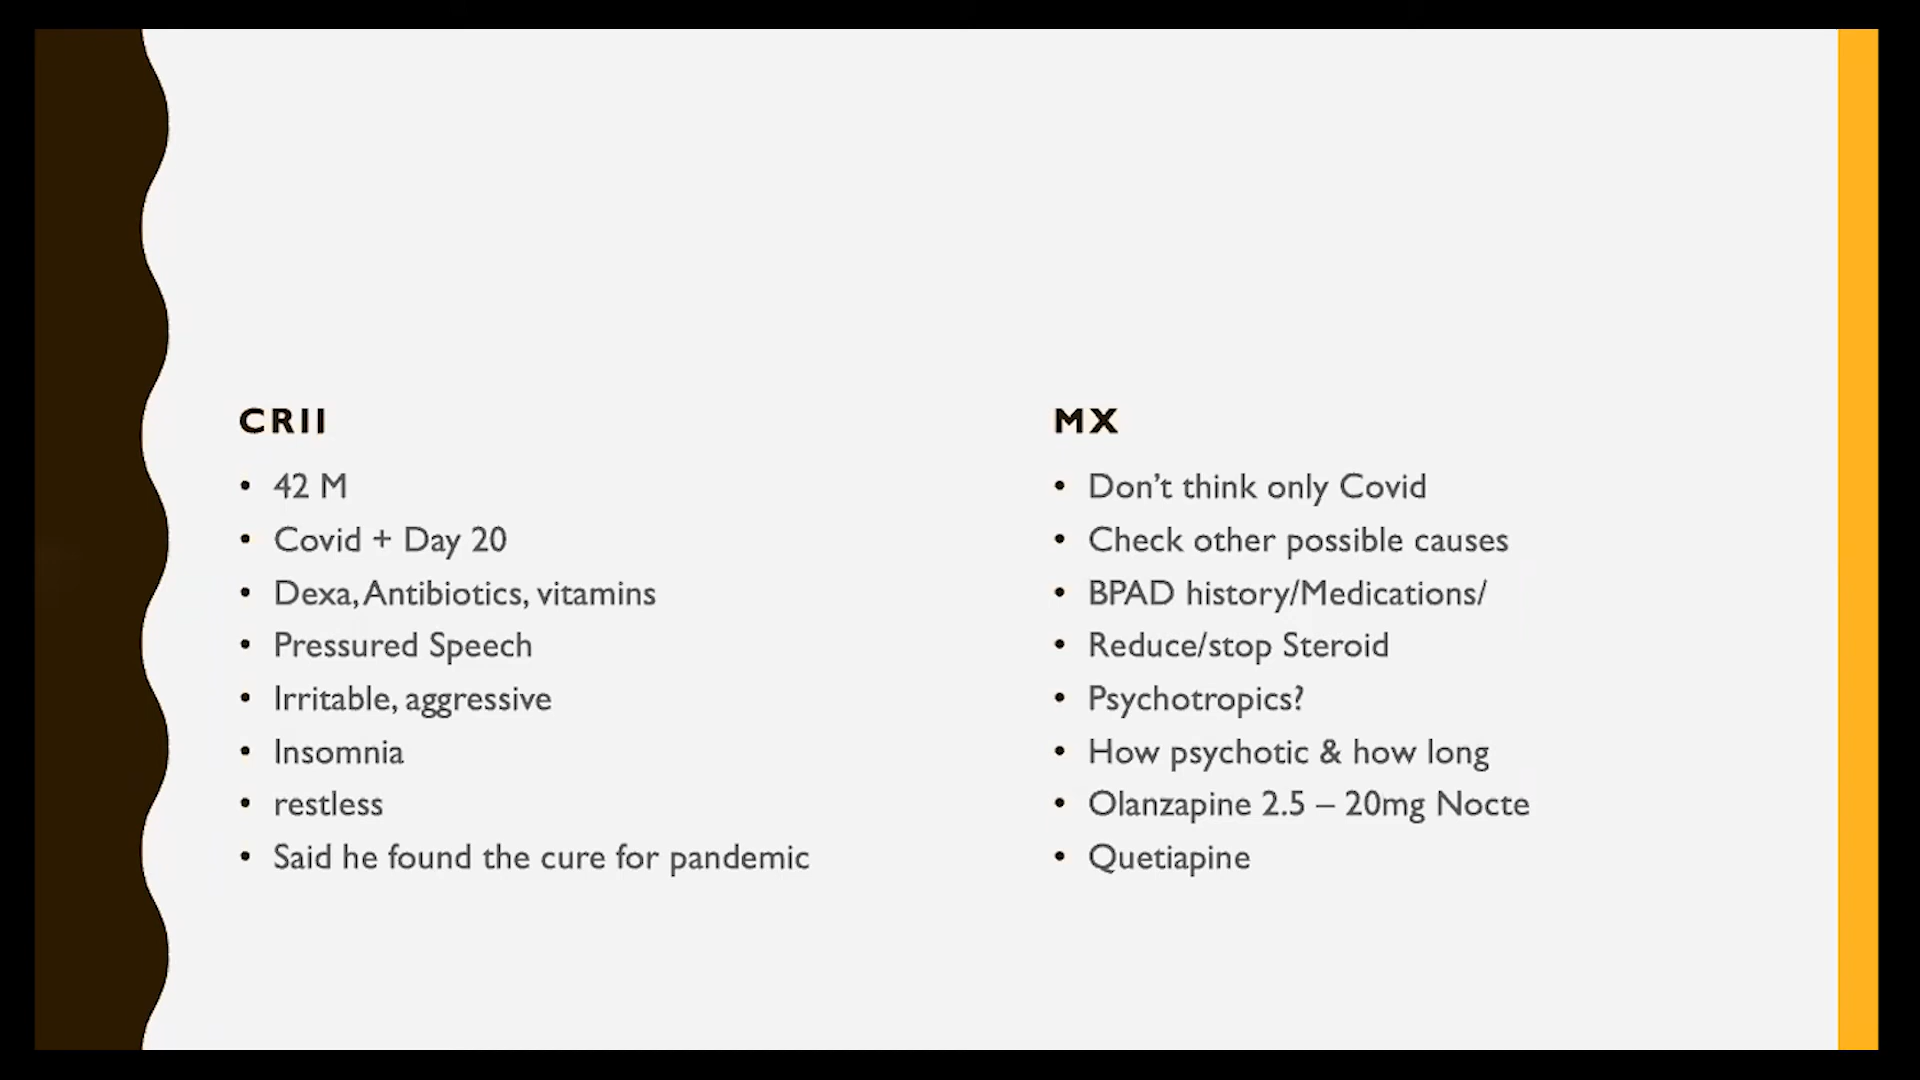 CRII
• 42 M
• Covid + Day 20
• Dexa, Antibiotics, vitamins
• Pressured Speech
• Irritable, aggressive
• Insomnia
• restless
• Said he found the cure for pandemic
MX
• Don't think only Covid
• Check other possible causes
• BPAD history/Medications/
• Reduce/stop Steroid
• Psychotropics?
• How psychotic & how long
• Olanzapine 2.5 – 20mg Nocte
• Quetiapine